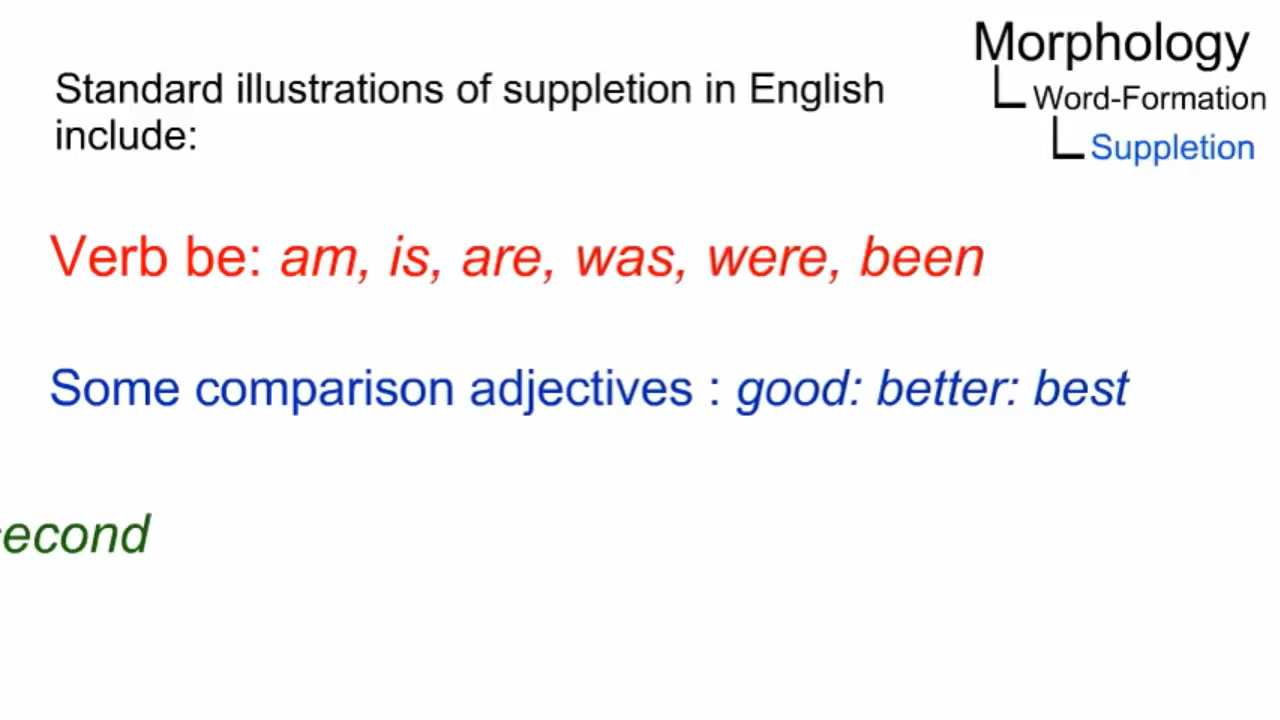 Morphology
Word-Formation
Suppletion
Standard illustrations of suppletion in English
include:
Verb be: am, is, are, was, were, been
Some comparison adjectives : good: better: best
second